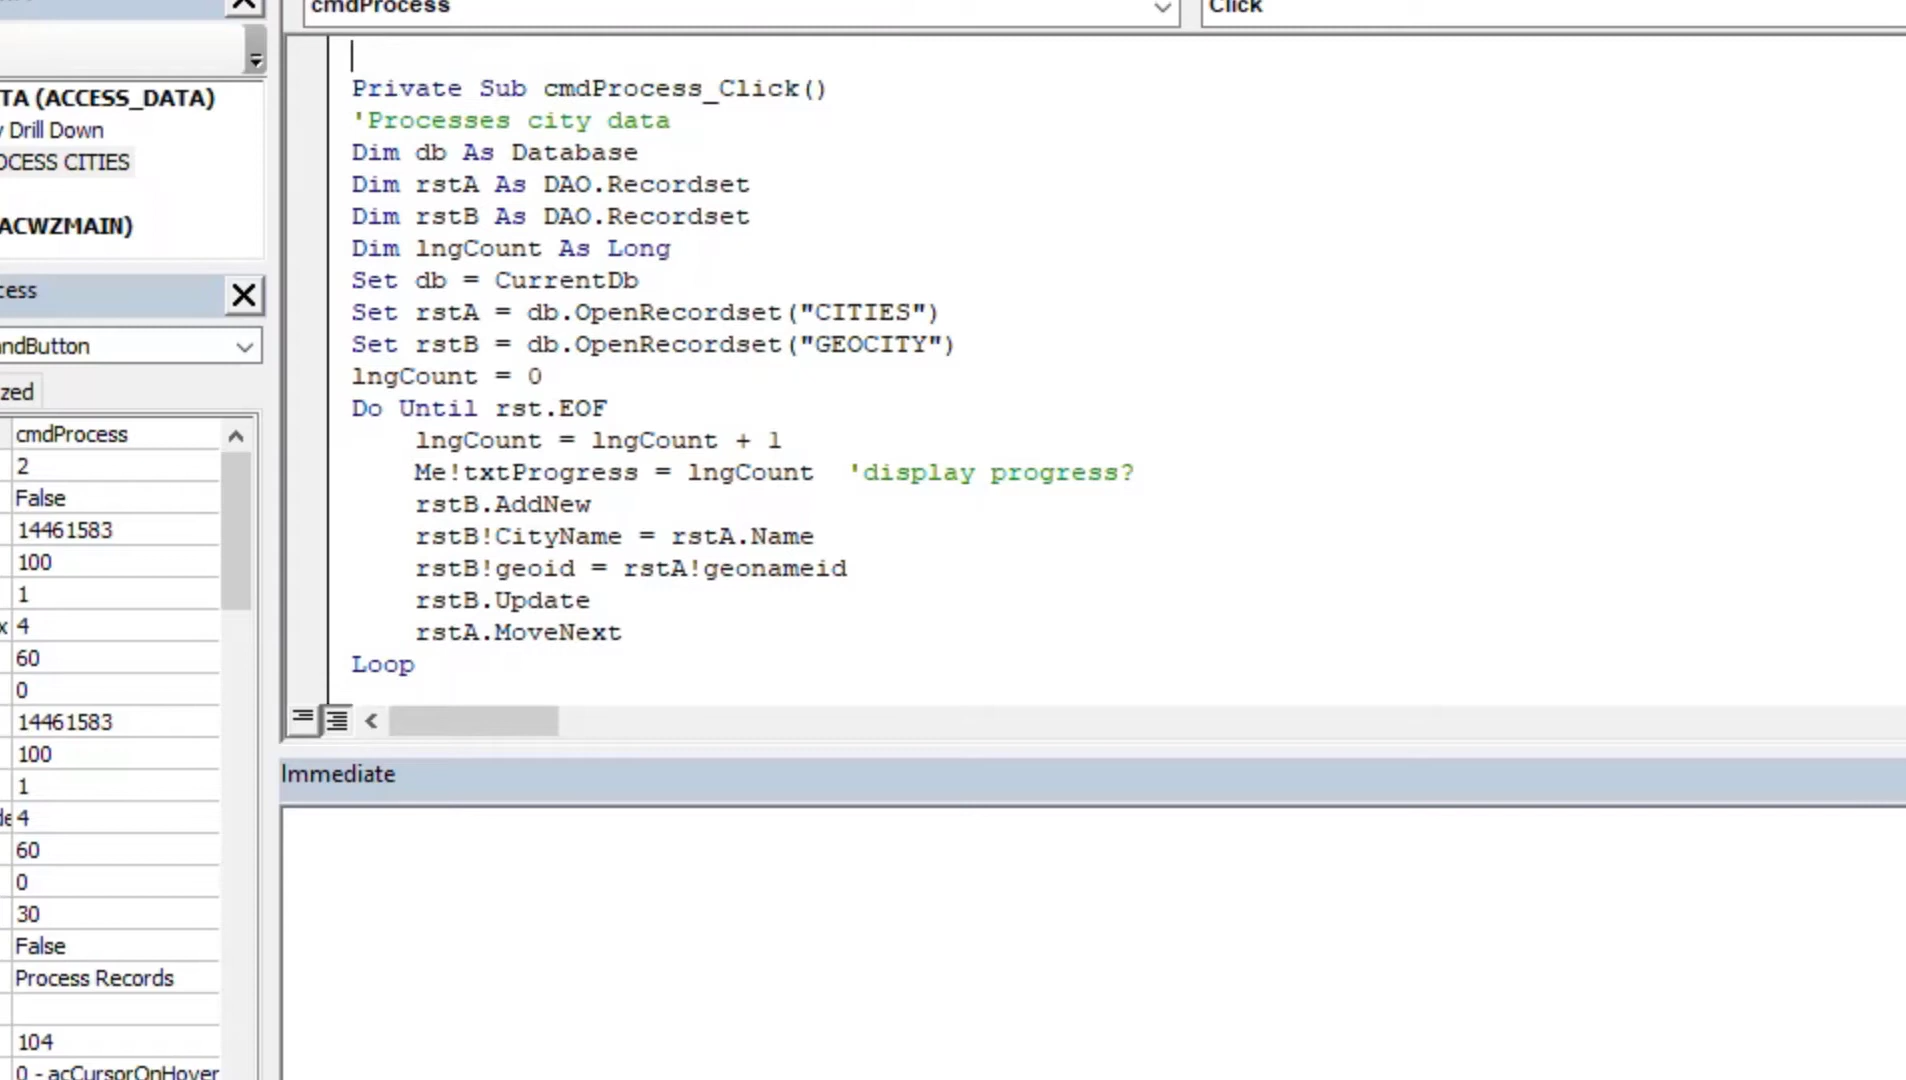 cmdProcess
Click
TA (ACCESS_DATA)
Drill Down
OCESS CITIES
ACWZMAIN)
cess
ndButton
zed
cmdProcess
2
False
14461583
100
1
x 4
60
0
14461583
100
1
de 4
60
0
30
False
Process Records
104
0 - acCursorOnHover
Private Sub cmdProcess_Click()
'Processes city data
Dim db As Database
Dim rstA As DAO.Recordset
Dim rstB As DAO.Recordset
Dim lngCount As Long
Set db = CurrentDb
Set rstA = db.OpenRecordset("CITIES")
Set rstB = db.OpenRecordset("GEOCITY")
lngCount = 0
Do Until rst.EOF
lngCount = lngCount + 1
Me!txtProgress = lngCount 'display progress?
rstB.AddNew
rstB!CityName = rstA.Name
rstB!geoid = rstA!geonameid
rstB.Update
rstA.MoveNext
Loop
Immediate